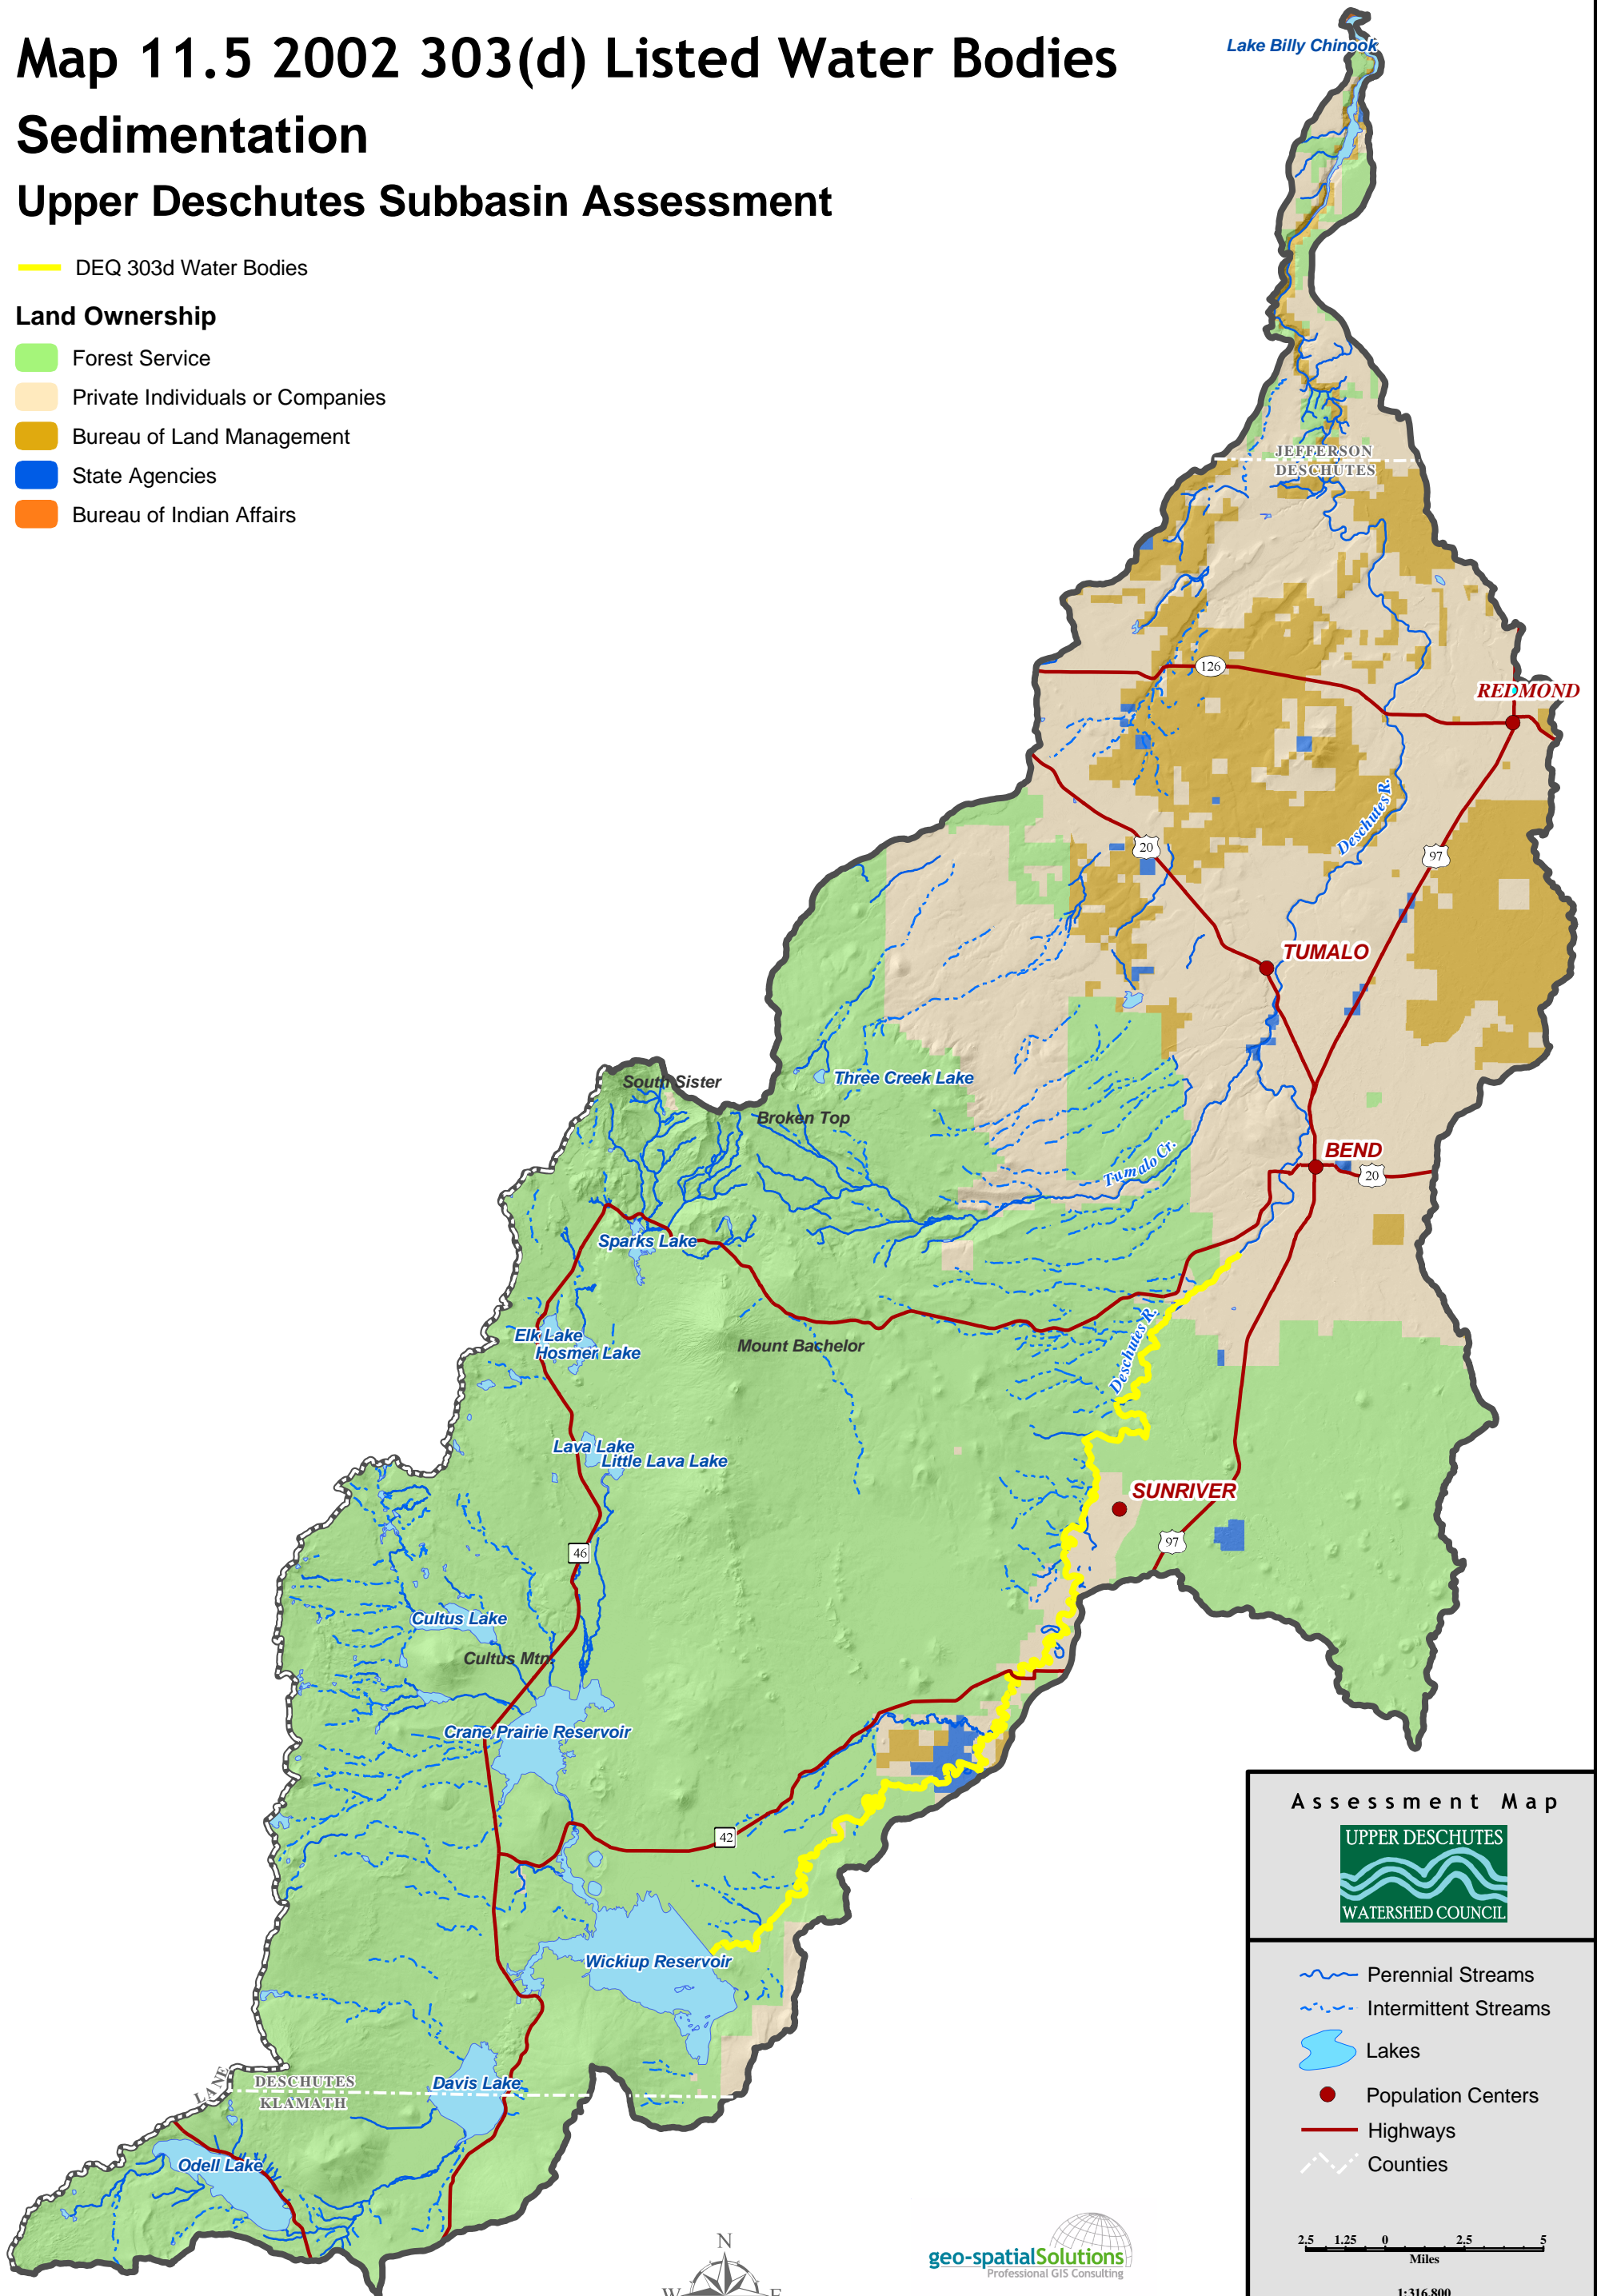 Map 11.5 2002 303(d) Listed Water Bodies
Sedimentation
Upper Deschutes Subbasin Assessment
DEQ 303d Water Bodies
Land Ownership
Forest Service
Private Individuals or Companies
Bureau of Land Management
State Agencies
Bureau of Indian Affairs
Lake Billy Chinook
JEFFERSON
DESCHUTES
126
REDMOND
Deschutes R.
20
97
TUMALO
South Sister
Three Creek Lake
Broken Top
Tumalo Cr.
BEND
20
Sparks Lake
Elk Lake
Hosmer Lake
Mount Bachelor
Deschutes R.
Lava Lake
Little Lava Lake
SUNRIVER
97
46
Cultus Lake
Cultus Mtn.
Crane Prairie Reservoir
42
Wickiup Reservoir
LANE
DESCHUTES
KLAMATH
Davis Lake
Odell Lake
Assessment Map
UPPER DESCHUTES
WATERSHED COUNCIL
Perennial Streams
Intermittent Streams
Lakes
Population Centers
Highways
Counties
2.5 1.25 0 2.5 5
Miles
1:316,800
N
W E
geo-spatialSolutions
Professional GIS Consulting